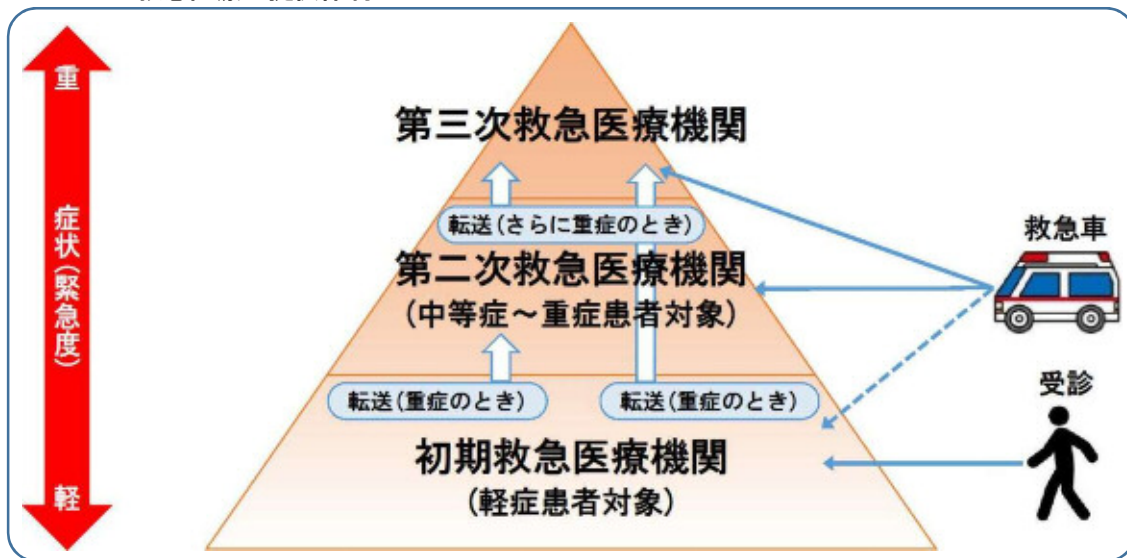 重
症状(緊急度)
軽
第三次救急医療機関
転送(さらに重症のとき)
第二次救急医療機関
(中等症～重症患者対象)
転送(重症のとき)
転送(重症のとき)
初期救急医療機関
(軽症患者対象)
救急車
受診